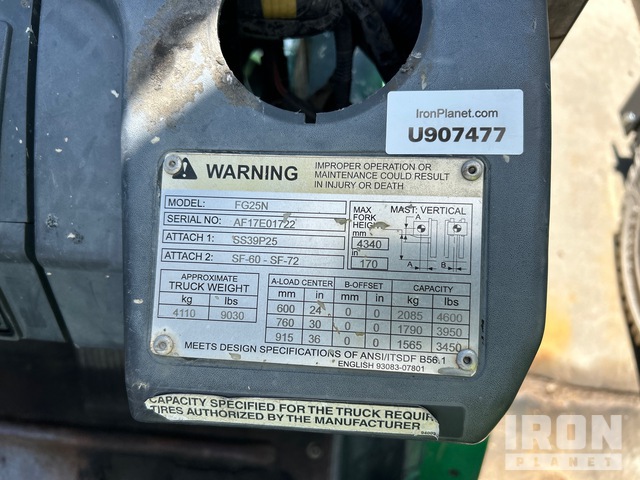 IronPlanet.com
U907477
WARNING
IMPROPER OPERATION OR
MAINTENANCE COULD RESULT
IN INJURY OR DEATH
MODEL: FG25N
SERIAL NO: AF17E01722
ATTACH 1: SS39P25
ATTACH 2: SF-60 - SF-72
MAX
FORK
HEIGHT
mm
4340
in
170
MAST: VERTICAL
A B
APPROXIMATE
TRUCK WEIGHT
kg lbs
4110 9030
A-LOAD CENTER B-OFFSET CAPACITY
mm in mm in kg lbs
600 24 0 0 2085 4600
760 30 0 0 1790 3950
915 36 0 0 1565 3450
MEETS DESIGN SPECIFICATIONS OF ANSI/ITSDF B56.1
ENGLISH 93083-07801
CAPACITY SPECIFIED FOR THE TRUCK REQUIR
TIRES AUTHORIZED BY THE MANUFACTURER
IRON
PLANET